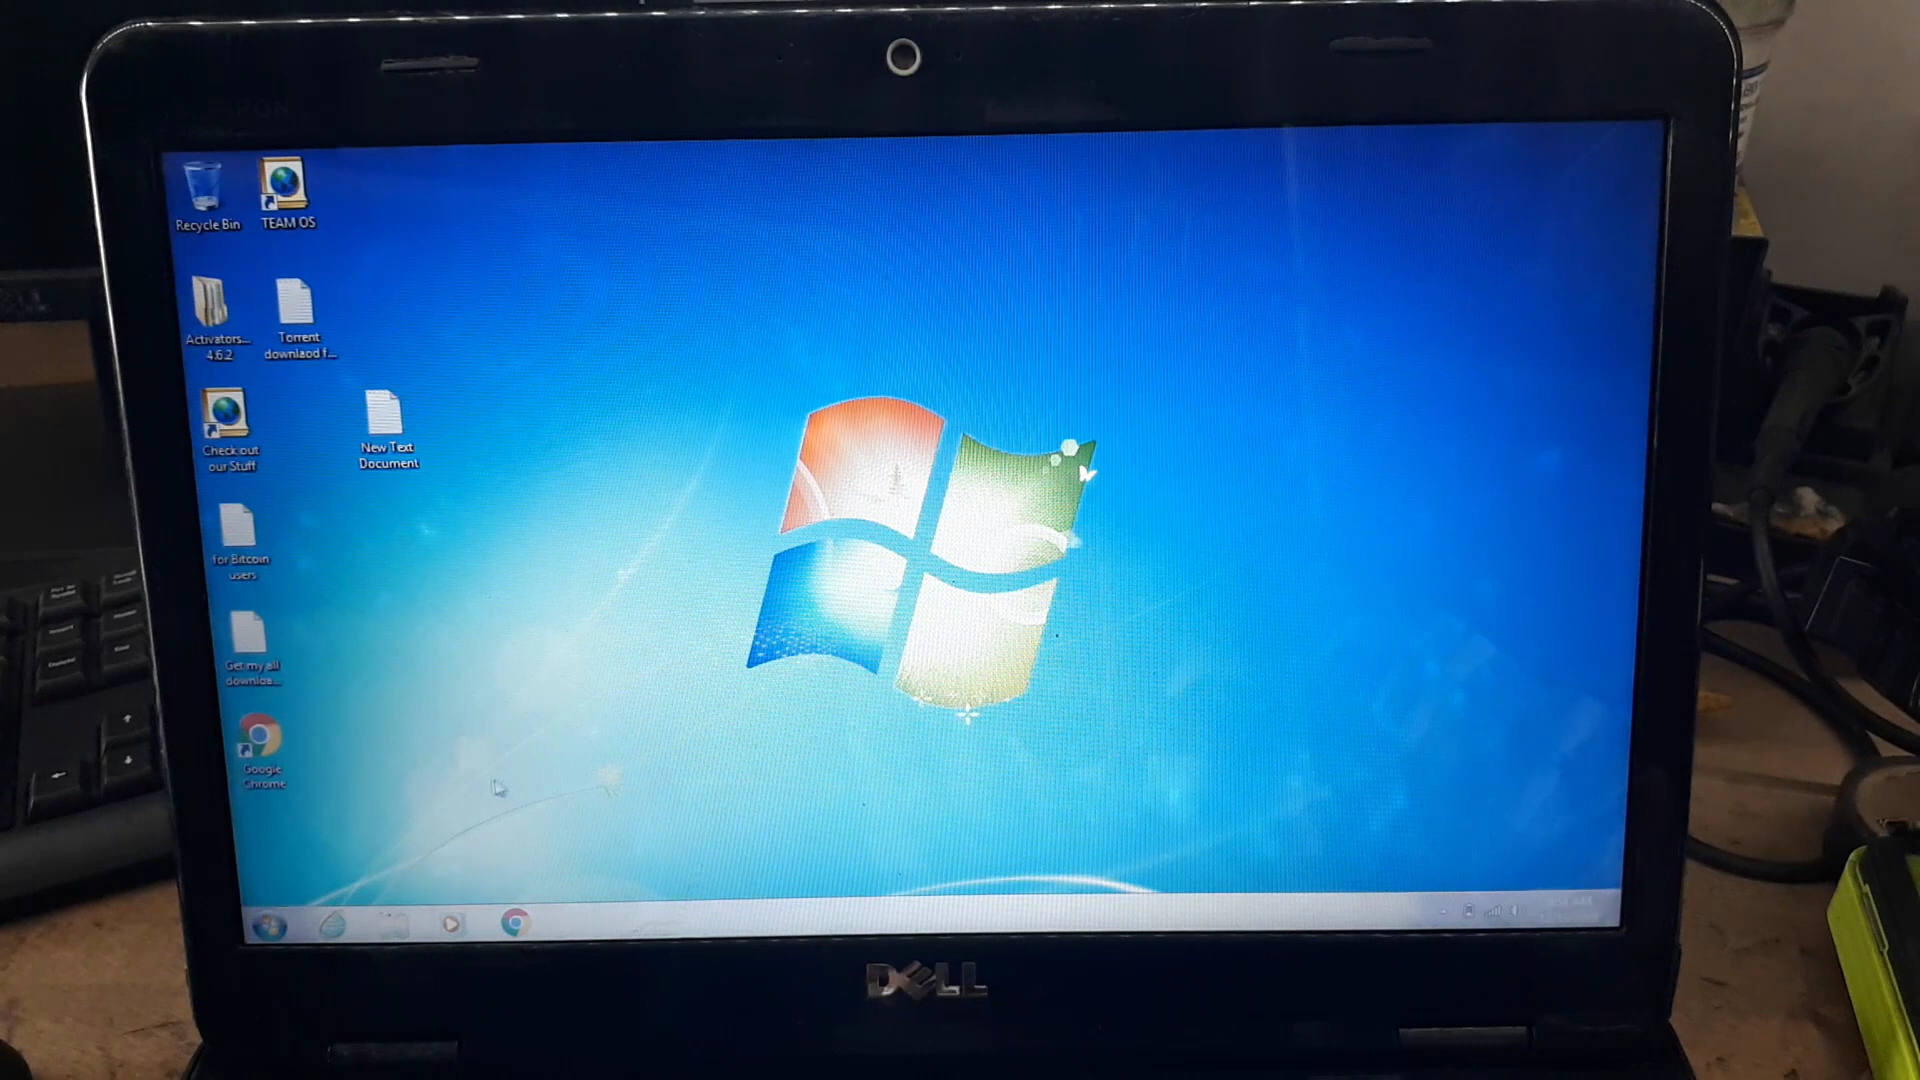 Recycle Bin
TEAM OS
Activators...
4.6.2
Torrent
downlaod f...
Check out
our Stuff
New Text
Document
for Bitcoin
users
Get my all
downloa...
Google
Chrome
DELL